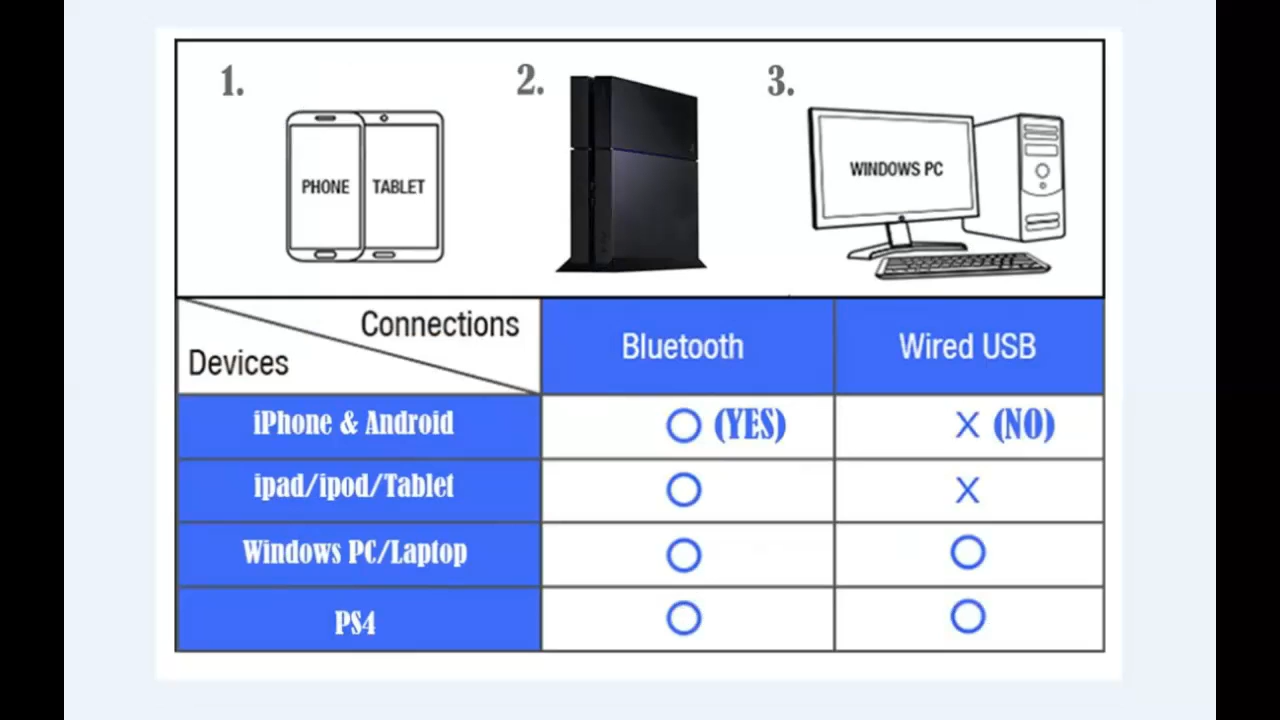 1.
2.
3.
PHONE
TABLET
WINDOWS PC
Connections
Devices
Bluetooth
Wired USB
iPhone & Android
O (YES)
X (NO)
ipad/ipod/Tablet
O
X
Windows PC/Laptop
O
O
PS4
O
O